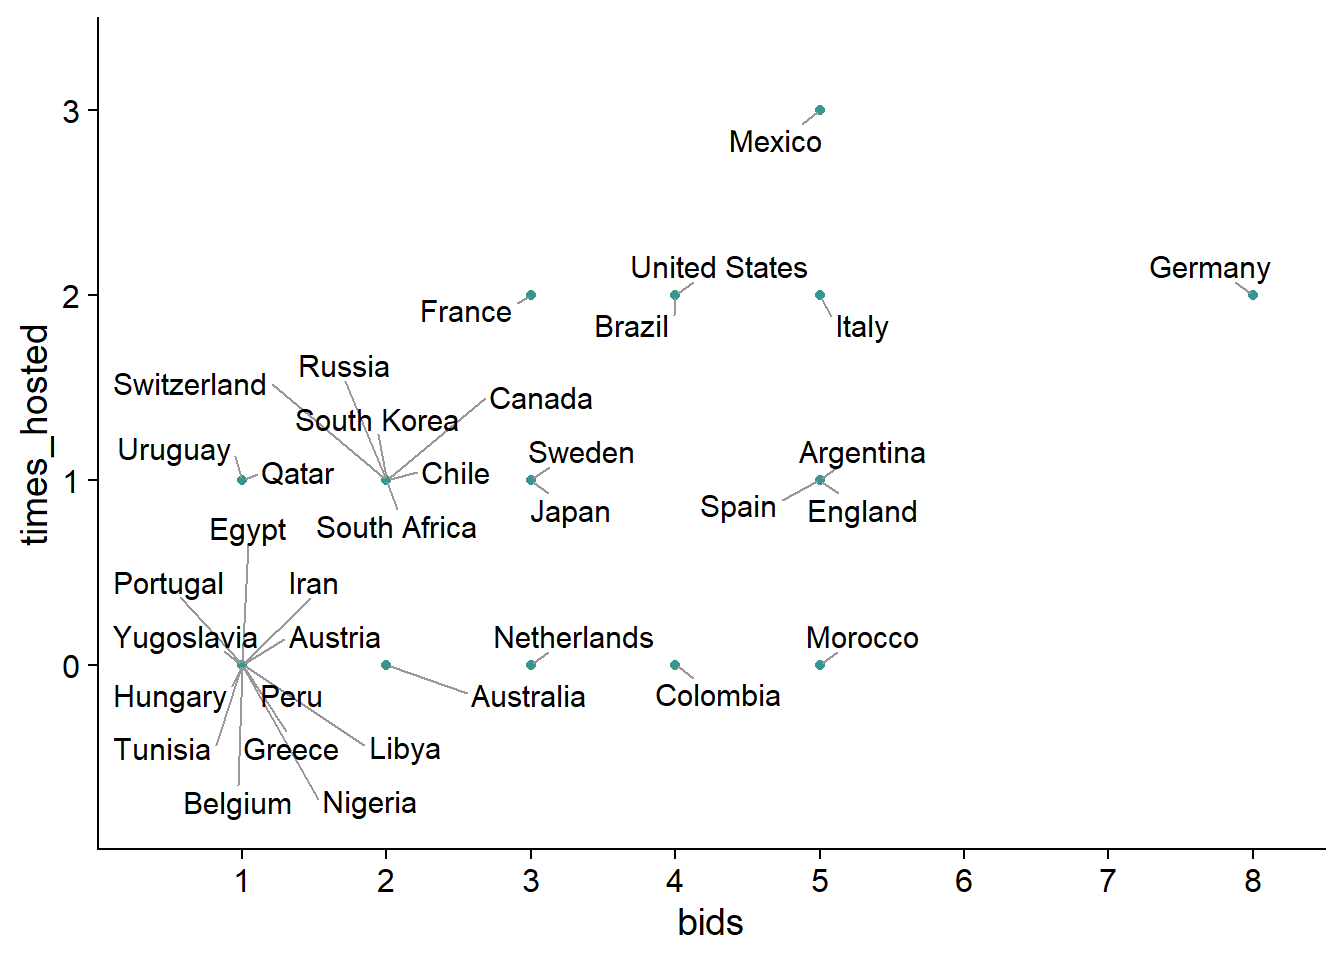 3
Mexico
United States
Germany
2
France
Brazil
Italy
Russia
Switzerland
Canada
South Korea
Uruguay
Sweden
Argentina
1
Qatar
Chile
Spain
Japan
England
South Africa
Egypt
Portugal
Iran
Yugoslavia
Austria
Netherlands
Morocco
0
Hungary
Peru
Australia
Colombia
Tunisia
Greece
Libya
Belgium
Nigeria
times_hosted
1 2 3 4 5 6 7 8
bids